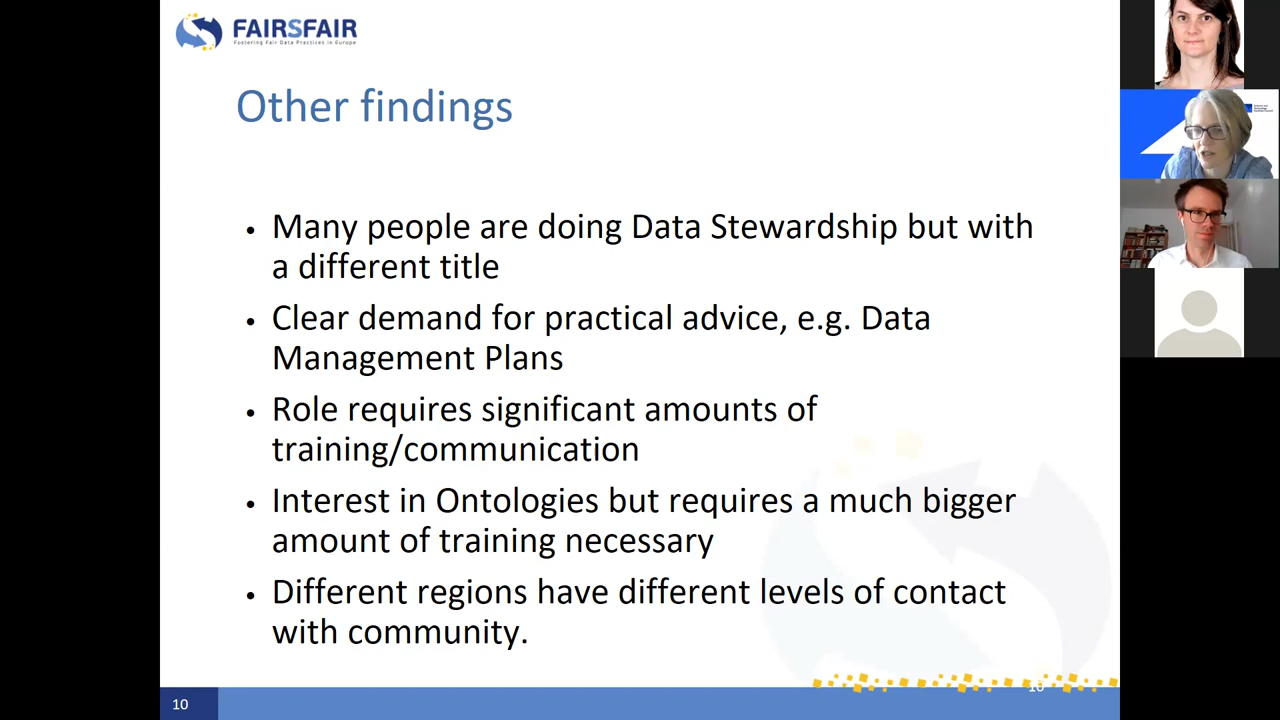 FAIRSFAIR
Fostering Fair Data Practices in Europe
Other findings
• Many people are doing Data Stewardship but with
a different title
• Clear demand for practical advice, e.g. Data
Management Plans
• Role requires significant amounts of
training/communication
• Interest in Ontologies but requires a much bigger
amount of training necessary
• Different regions have different levels of contact
with community.
10
10